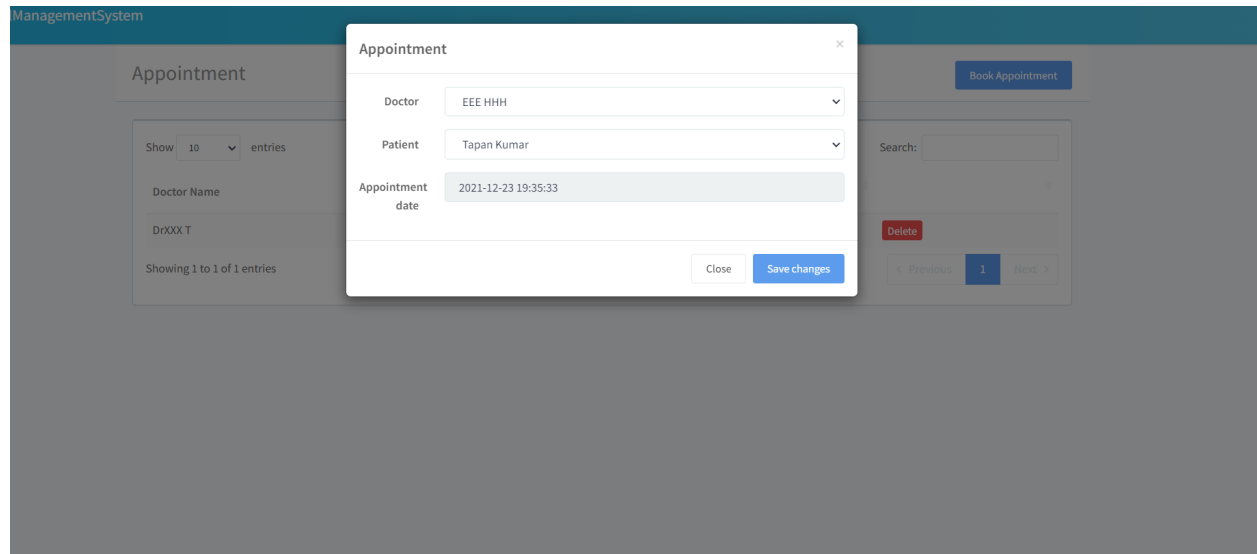 lManagementSystem
Appointment
Book Appointment
Show 10 entries
Search:
Doctor Name
DrXXX T
Delete
Showing 1 to 1 of 1 entries
< Previous 1 Next >
Appointment ×
Doctor EEE HHH
Patient Tapan Kumar
Appointment 2021-12-23 19:35:33
date
Close Save changes